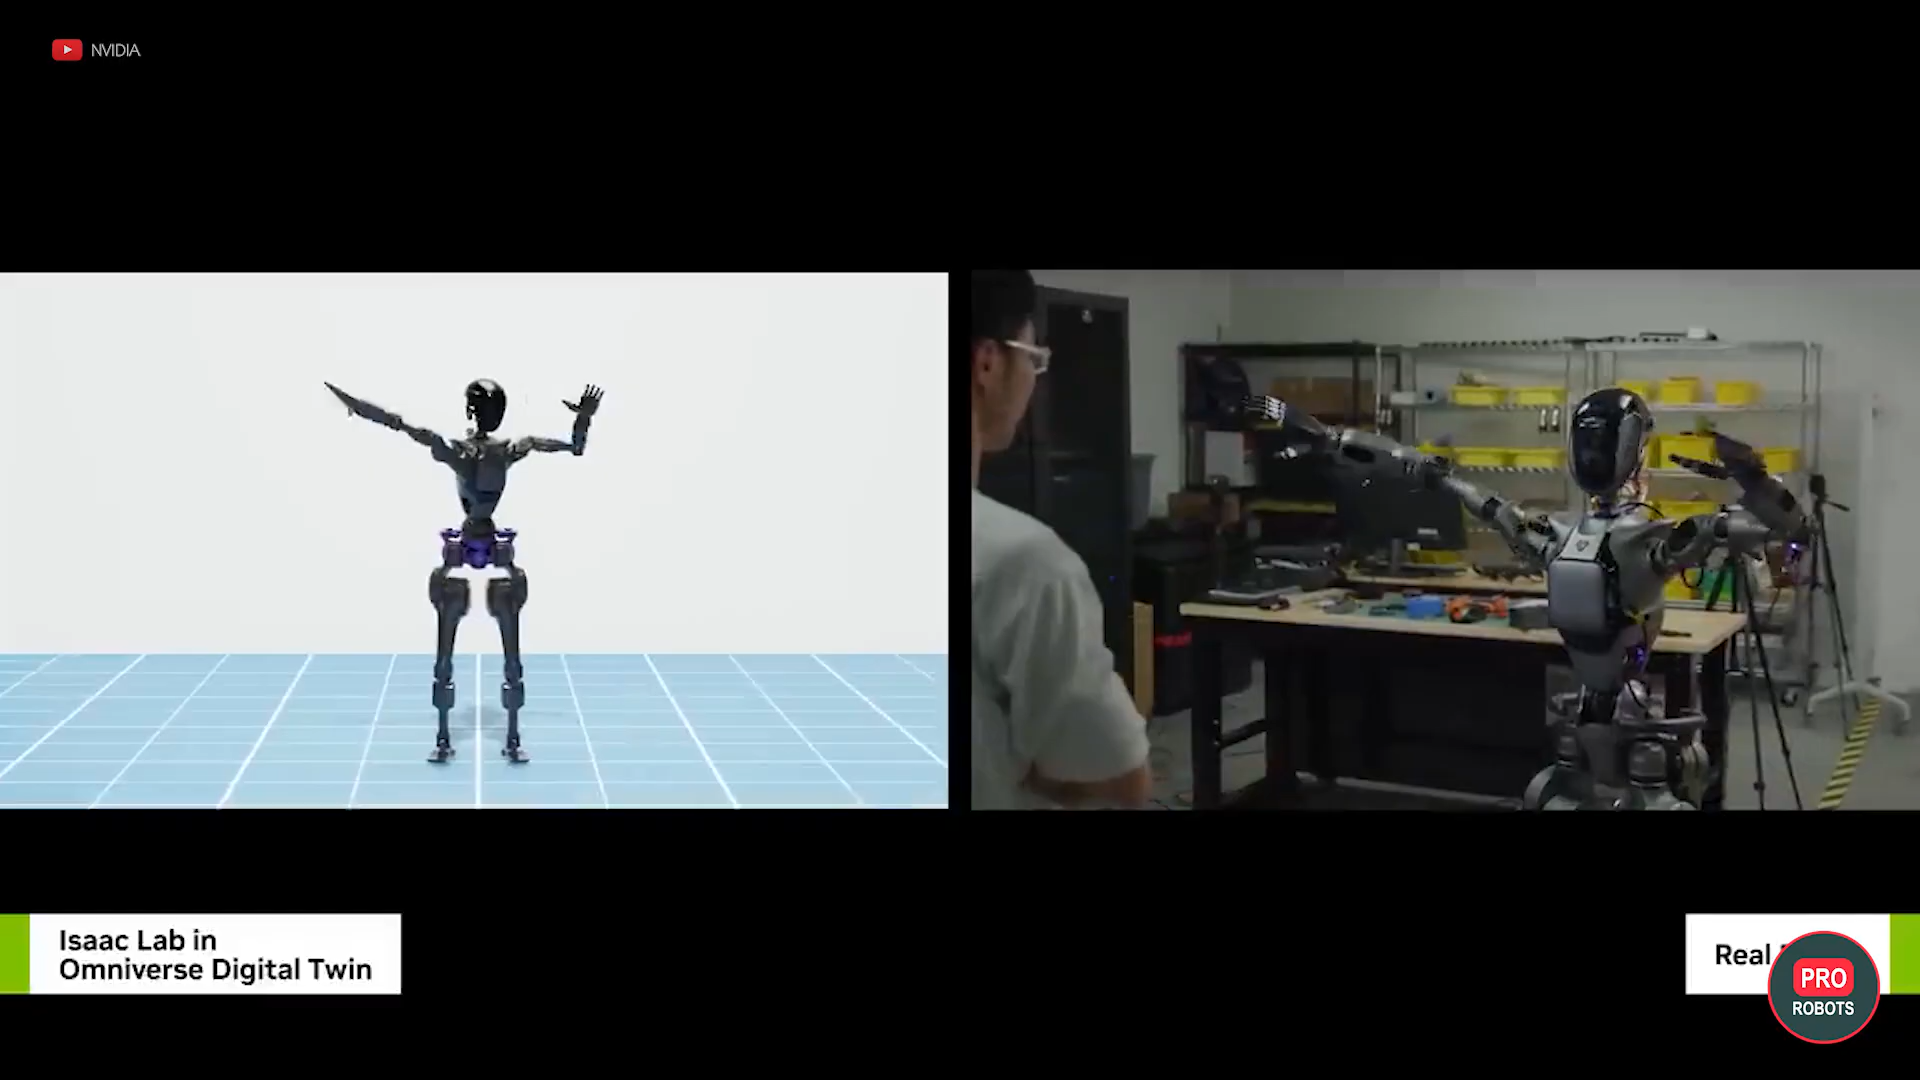 NVIDIA
Isaac Lab in
Omniverse Digital Twin
Real
PRO
ROBOTS